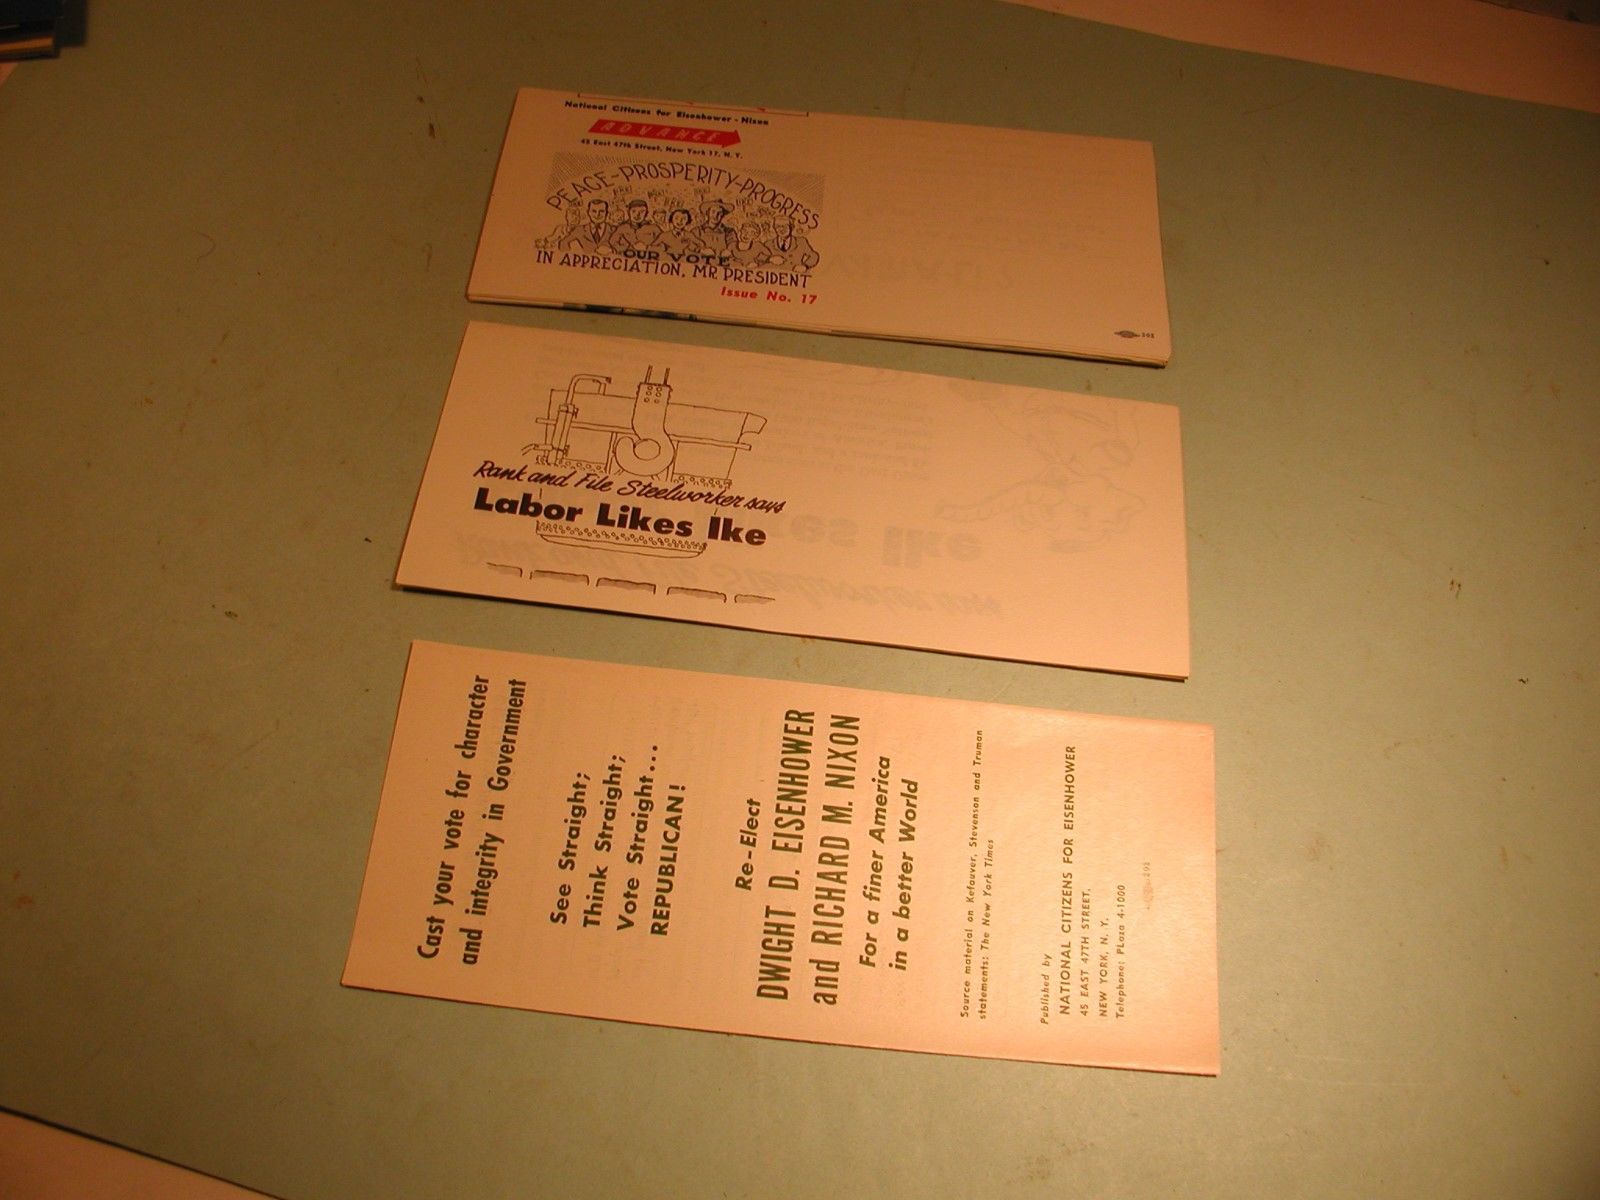 National Citizens for Eisenhower - Nixon
ADVANCE
45 East 47th Street, New York 17, N. Y.
PEACE-PROSPERITY-PROGRESS
OUR VOTE
IN APPRECIATION, MR. PRESIDENT
Issue No. 17
Rank and File Steelworker says
Labor Likes Ike
Cast your vote for character
and integrity in Government
See Straight;
Think Straight;
Vote Straight...
REPUBLICAN!
Re-Elect
DWIGHT D. EISENHOWER
and RICHARD M. NIXON
For a finer America
in a better World
Source material on Kefauver, Stevenson and Truman
statements: The New York Times
Published by
NATIONAL CITIZENS FOR EISENHOWER
45 EAST 47TH STREET,
NEW YORK, N. Y.
Telephone: PLaza 4-1000